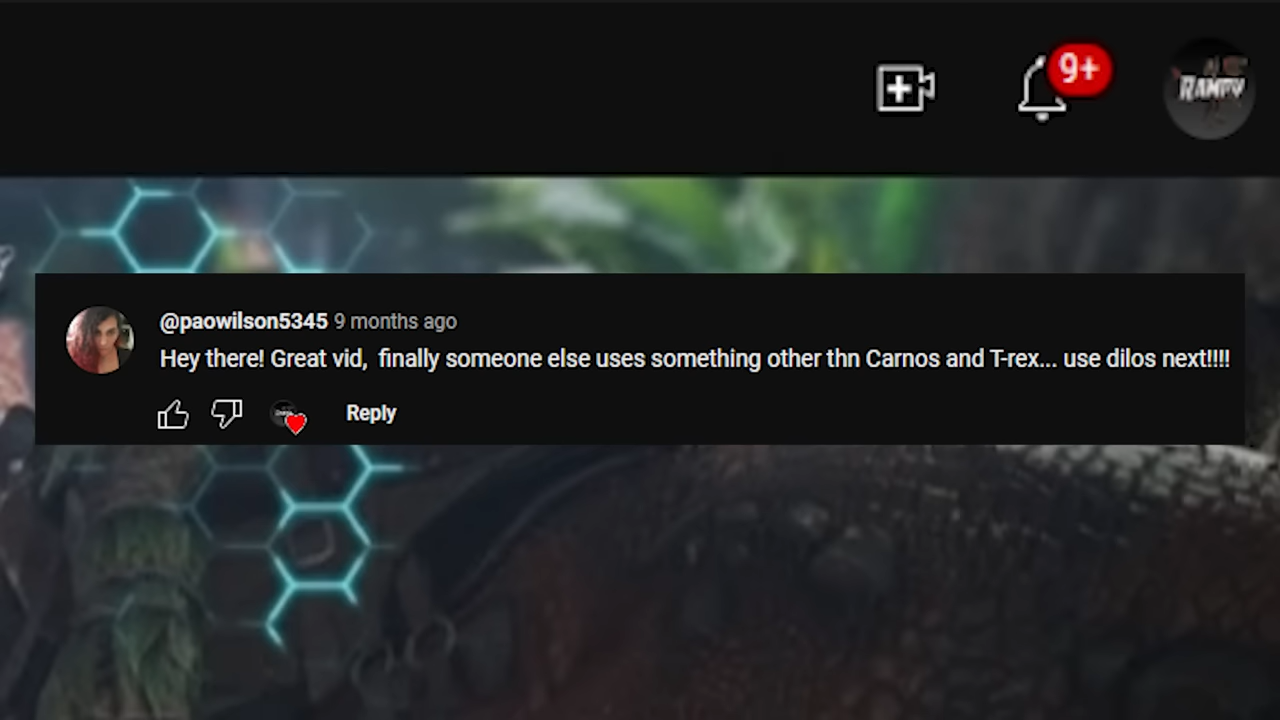 9+
RAMPY
@paowilson5345 9 months ago
Hey there! Great vid, finally someone else uses something other thn Carnos and T-rex... use dilos next!!!!
Reply